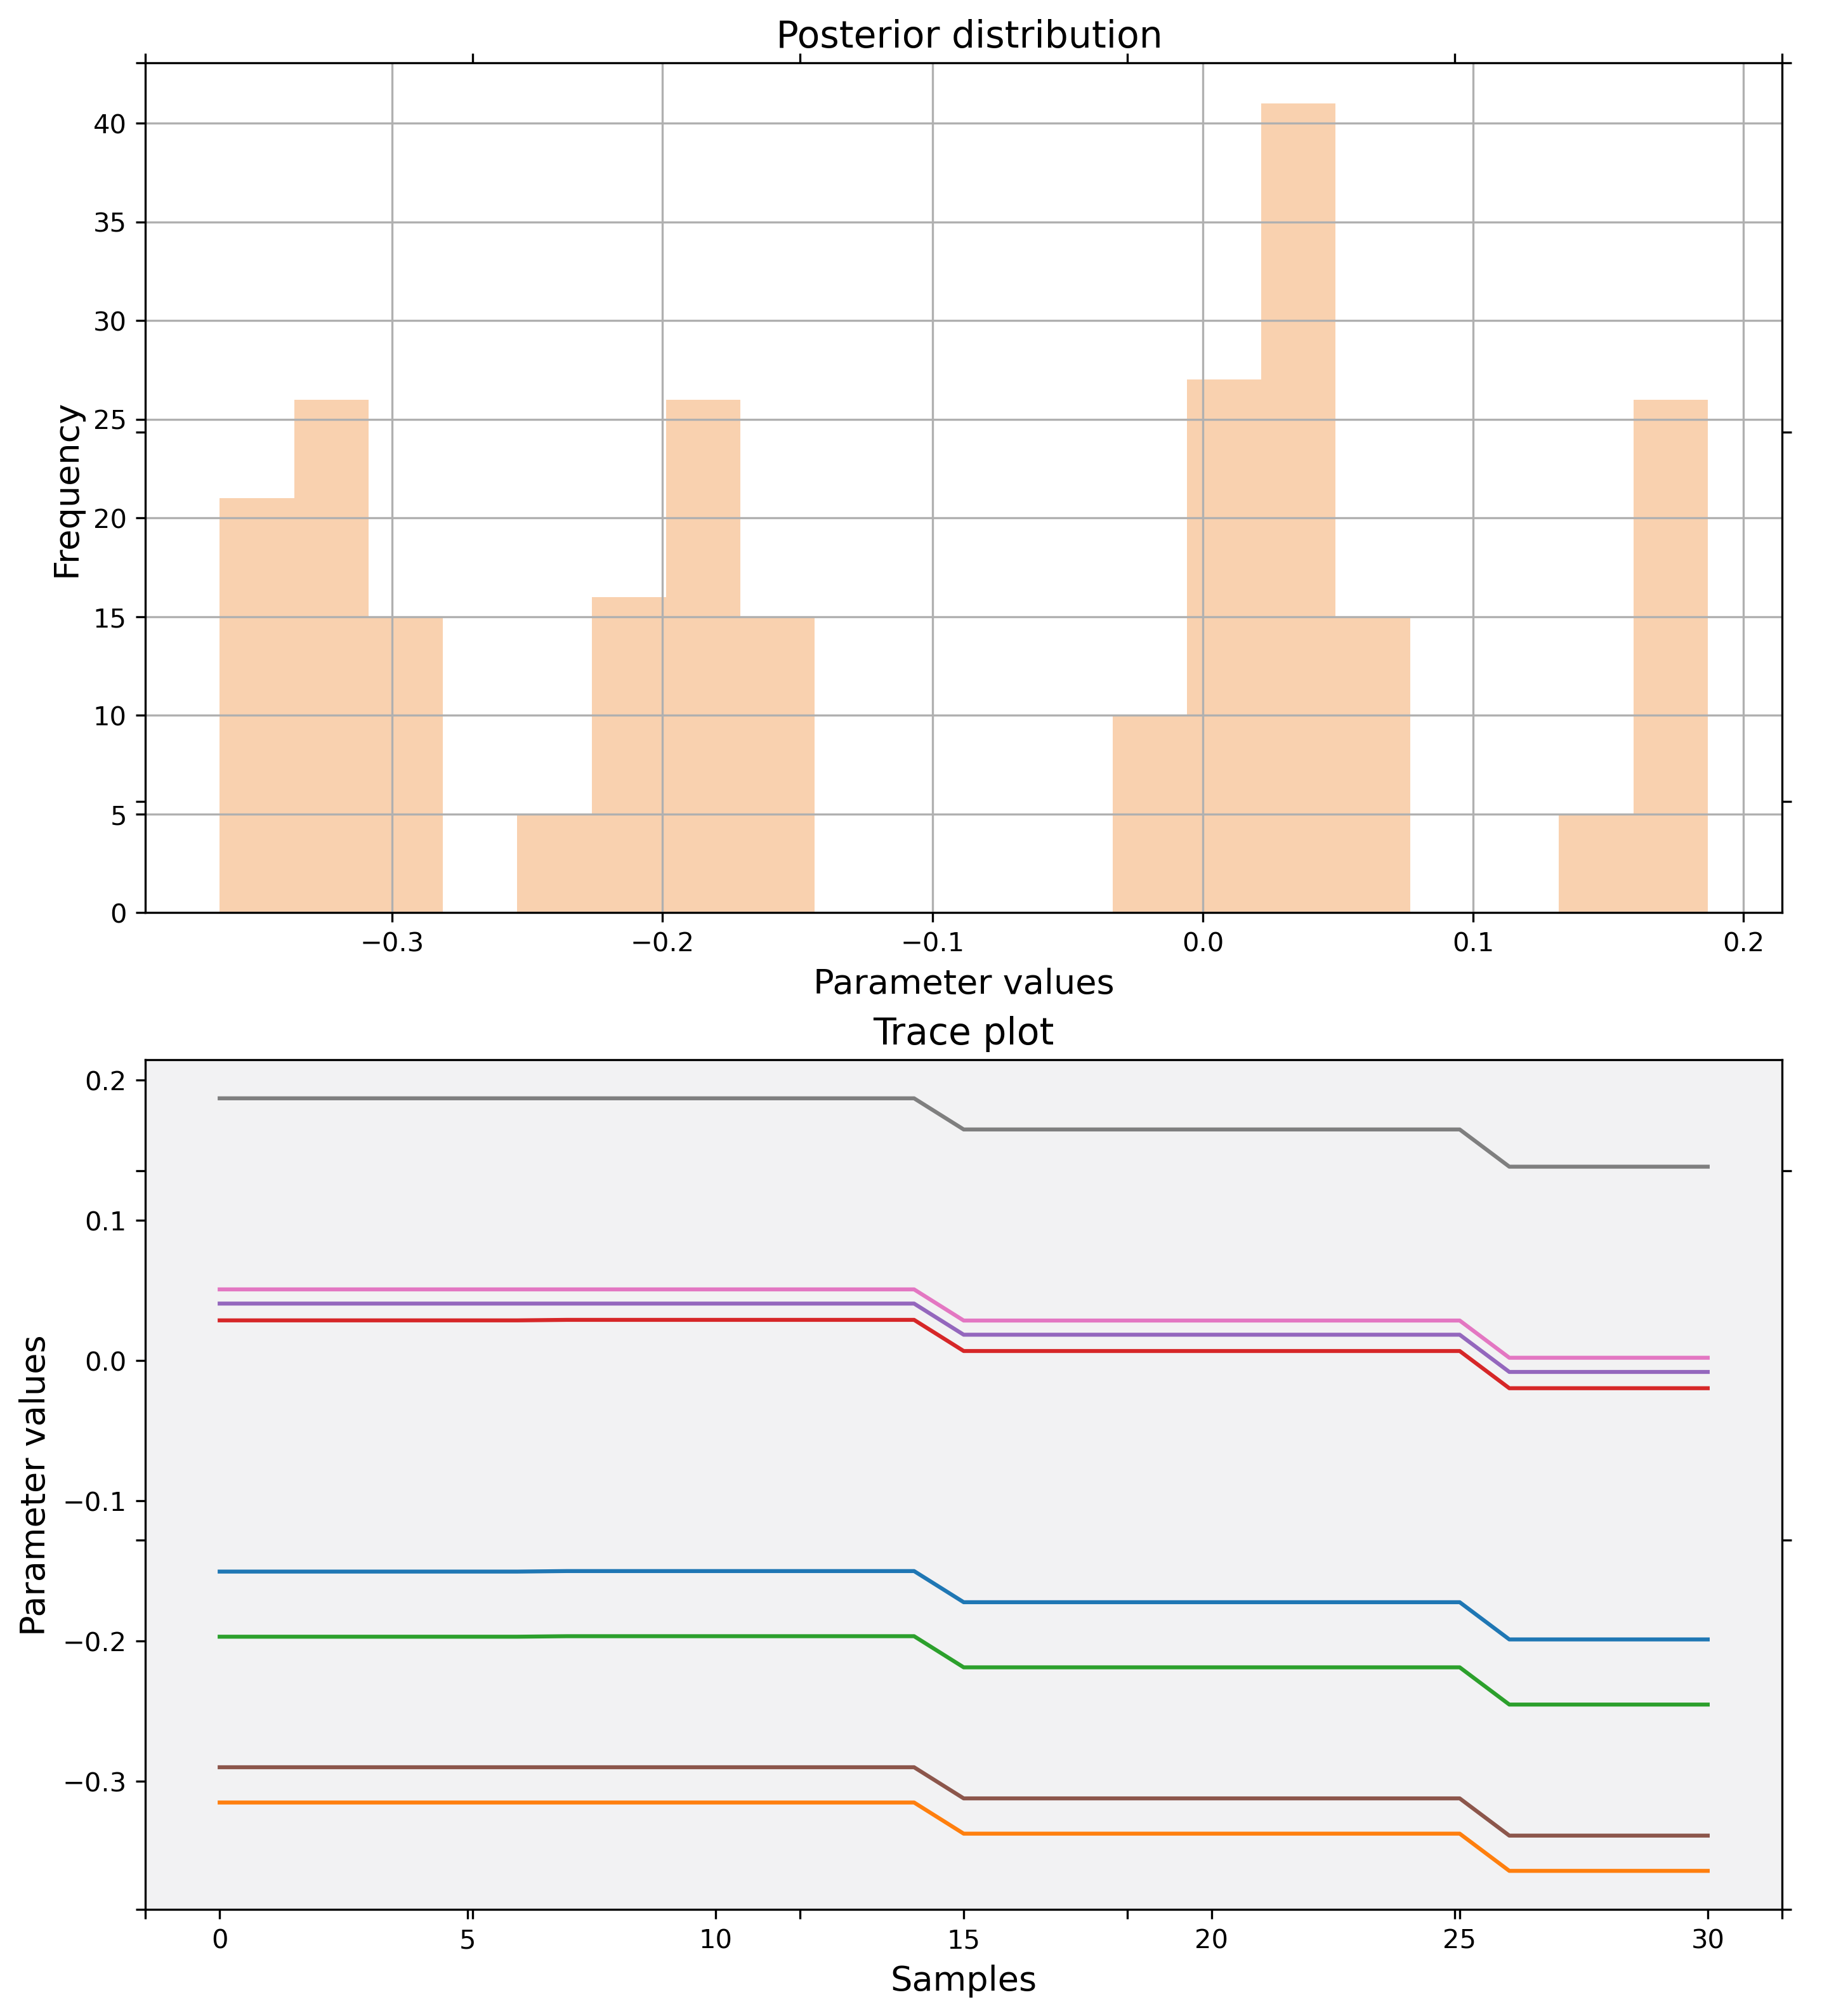 Posterior distribution
40
35
30
25
20
15
10
5
0
Frequency
−0.3 −0.2 −0.1 0.0 0.1 0.2
Parameter values
Trace plot
0.2
0.1
0.0
−0.1
−0.2
−0.3
Parameter values
0 5 10 15 20 25 30
Samples